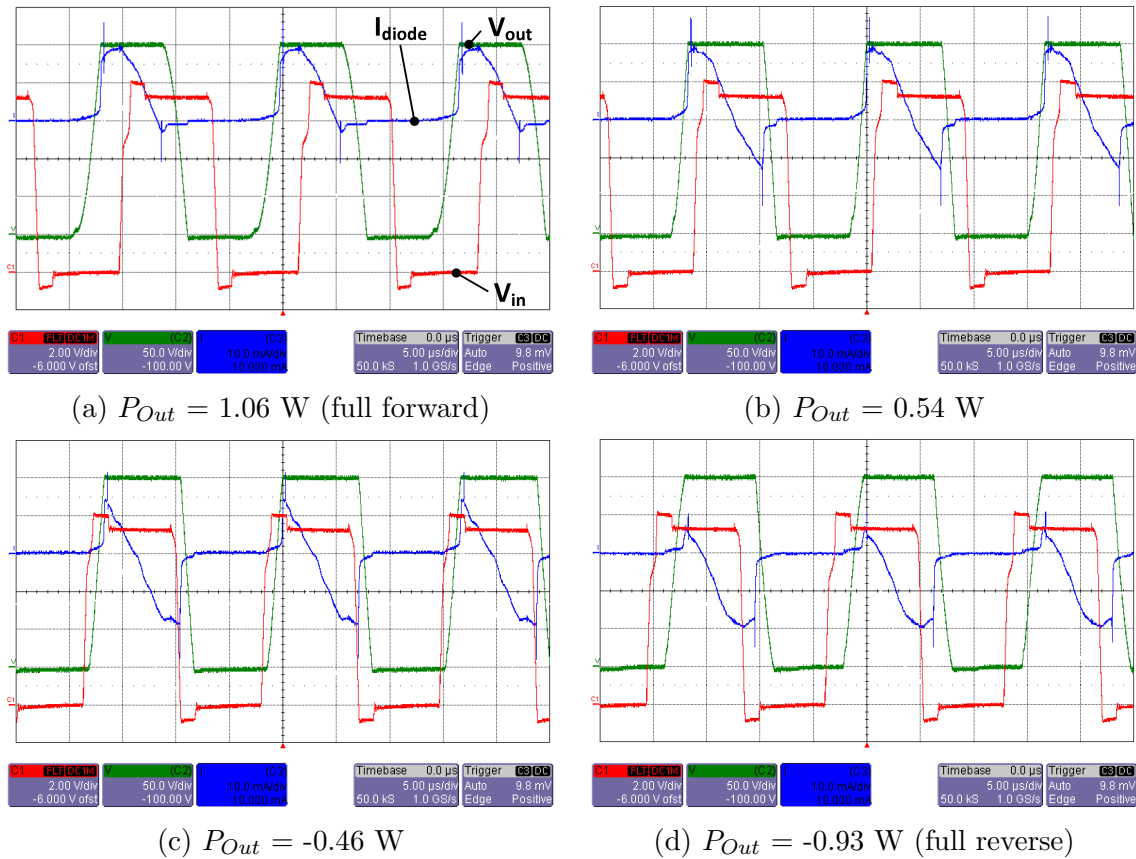 I_diode
V_out
V_in
C1 FLT DC1M
2.00 V/div
-6.000 V ofst
V (C2)
50.0 V/div
-100.00 V
(C3)
10.0 mA/div
10.000 mA
Timebase 0.0 µs
5.00 µs/div
50.0 kS 1.0 GS/s
Trigger C3 DC
Auto 9.8 mV
Edge Positive
C1 FLT DC1M
2.00 V/div
-6.000 V ofst
V (C2)
50.0 V/div
-100.00 V
(C3)
10.0 mA/div
10.000 mA
Timebase 0.0 µs
5.00 µs/div
50.0 kS 1.0 GS/s
Trigger C3 DC
Auto 9.8 mV
Edge Positive
(a) P_Out = 1.06 W (full forward)
(b) P_Out = 0.54 W
C1 FLT DC1M
2.00 V/div
-6.000 V ofst
V (C2)
50.0 V/div
-100.00 V
(C3)
10.0 mA/div
10.000 mA
Timebase 0.0 µs
5.00 µs/div
50.0 kS 1.0 GS/s
Trigger C3 DC
Auto 9.8 mV
Edge Positive
C1 FLT DC1M
2.00 V/div
-6.000 V ofst
V (C2)
50.0 V/div
-100.00 V
(C3)
10.0 mA/div
10.000 mA
Timebase 0.0 µs
5.00 µs/div
50.0 kS 1.0 GS/s
Trigger C3 DC
Auto 9.8 mV
Edge Positive
(c) P_Out = -0.46 W
(d) P_Out = -0.93 W (full reverse)